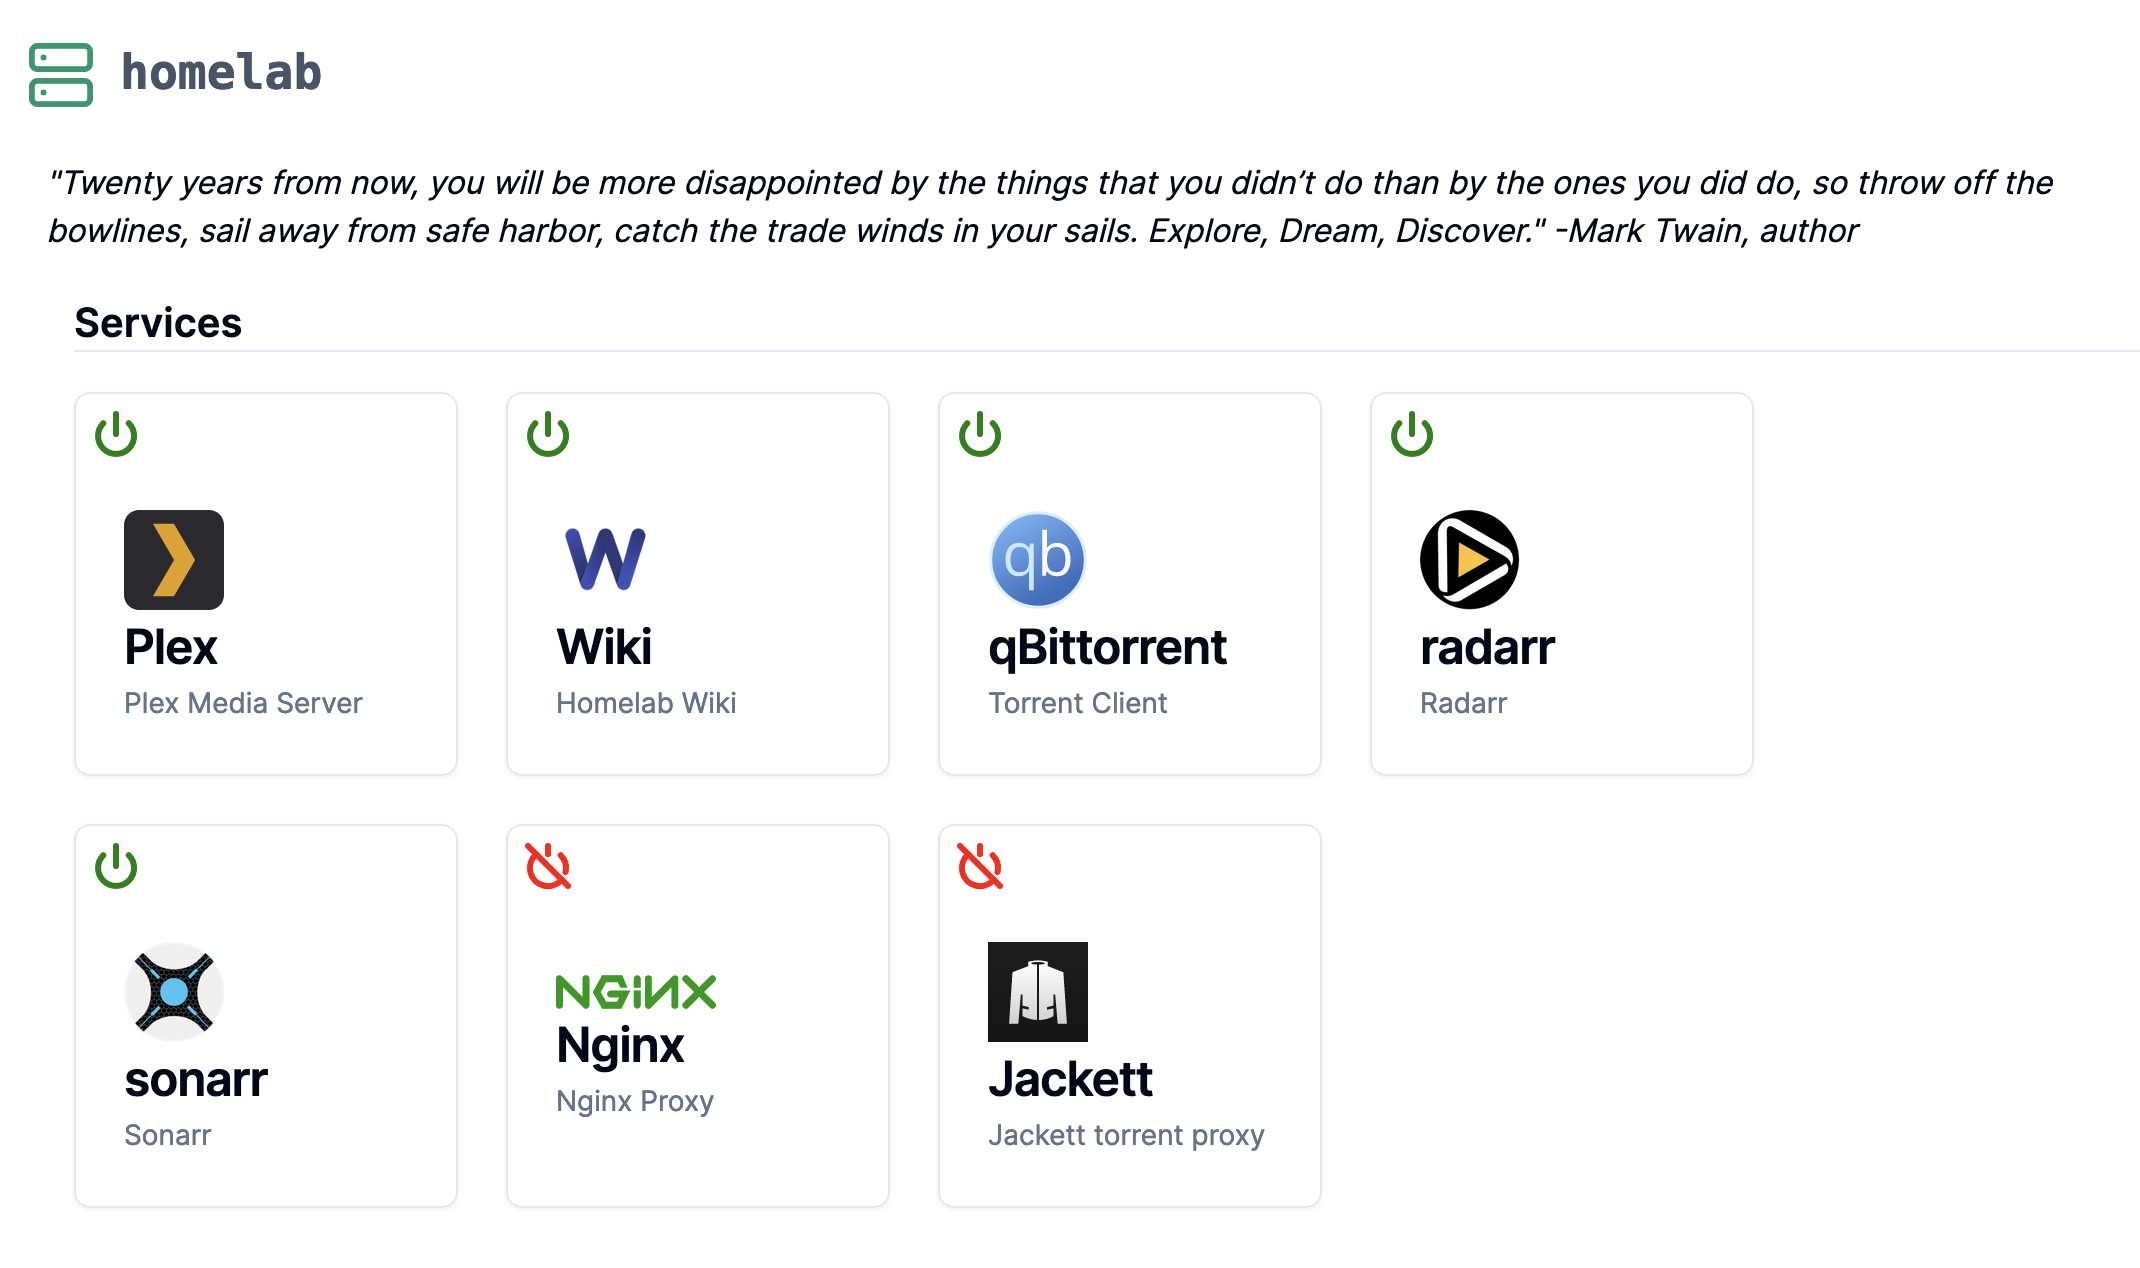 homelab
"Twenty years from now, you will be more disappointed by the things that you didn’t do than by the ones you did do, so throw off the
bowlines, sail away from safe harbor, catch the trade winds in your sails. Explore, Dream, Discover." -Mark Twain, author
Services
Plex
Plex Media Server
W
Wiki
Homelab Wiki
qb
qBittorrent
Torrent Client
radarr
Radarr
sonarr
Sonarr
NGINX
Nginx
Nginx Proxy
Jackett
Jackett torrent proxy